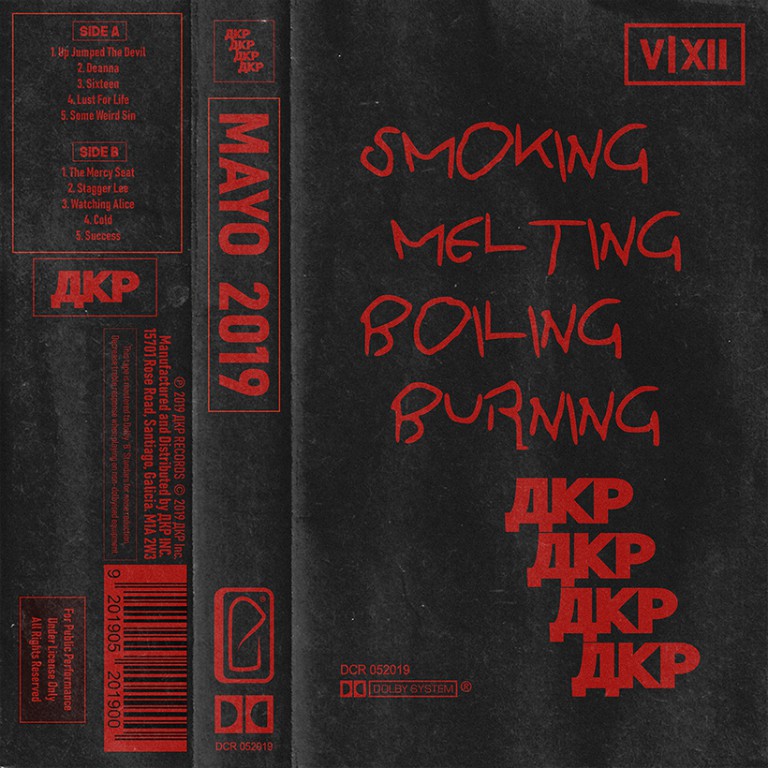 SIDE A
1. Up Jumped The Devil
2. Deanna
3. Sixteen
4. Lust For Life
5. Some Weird Sin
SIDE B
1. The Mercy Seat
2. Stagger Lee
3. Watching Alice
4. Cold
5. Success
ДКР
℗ 2019 ДКР RECORDS © 2019 ДКР Inc.
Manufactured and Distributed by ДКР INC.
15701 Rose Road, Santiago, Galicia, M1A 2W3
9 201905 201900
For Public Performance
Under License Only
All Rights Reserved
ДКР
ДКР
ДКР
ДКР
MAYO 2019
DCR 052019
V|XII
SMOKING
MELTING
BOILING
BURNING
ДКР
ДКР
ДКР
ДКР
DCR 052019
DOLBY SYSTEM ®